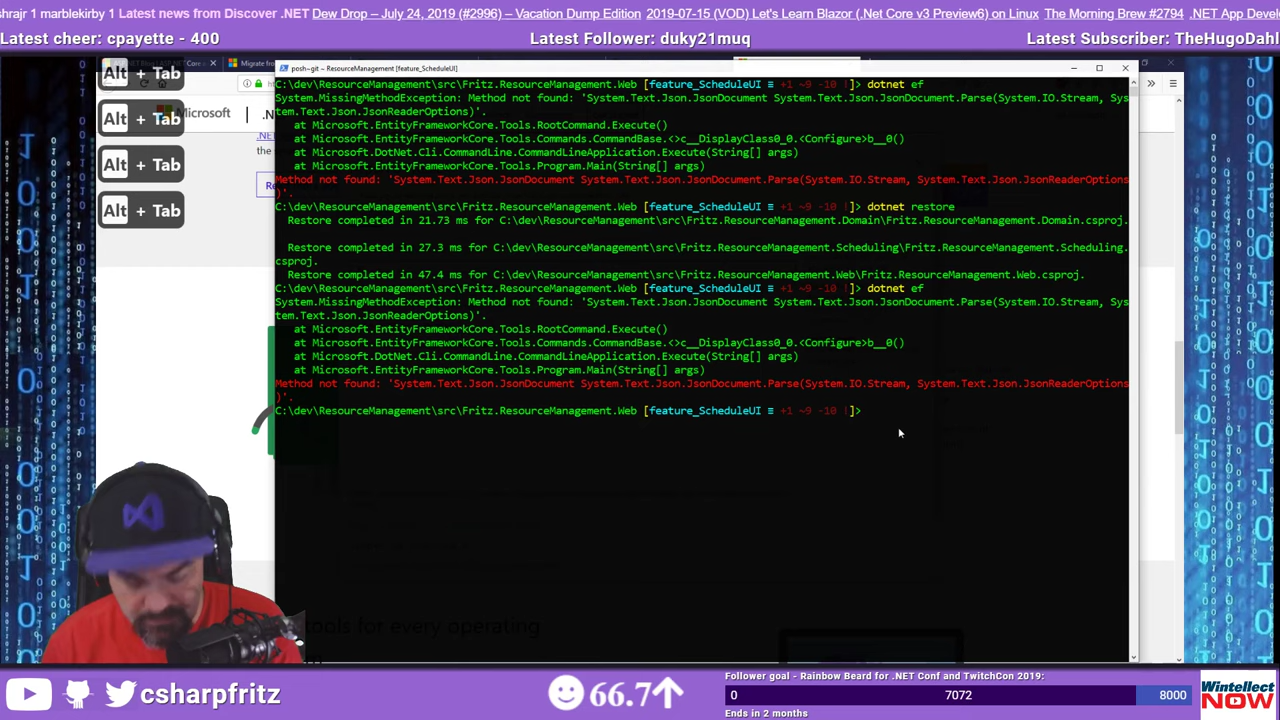 shrajr 1 marblekirby 1 Latest news from Discover .NET Dew Drop – July 24, 2019 (#2996) – Vacation Dump Edition 2019-07-15 (VOD) Let's Learn Blazor (.Net Core v3 Preview6) on Linux The Morning Brew #2794 .NET App Deve
Latest cheer: cpayette - 400
Latest Follower: duky21muq
Latest Subscriber: TheHugoDahl
Alt + Tab
Alt + Tab
Alt + Tab
Alt + Tab
Migrate from
Microsoft
.NET
the
posh~git ~ ResourceManagement [feature_ScheduleUI]
C:\dev\ResourceManagement\src\Fritz.ResourceManagement.Web [feature_ScheduleUI ≡ +1 ~9 -10 !]> dotnet ef
System.MissingMethodException: Method not found: 'System.Text.Json.JsonDocument System.Text.Json.JsonDocument.Parse(System.IO.Stream, Sys
tem.Text.Json.JsonReaderOptions)'.
at Microsoft.EntityFrameworkCore.Tools.RootCommand.Execute()
at Microsoft.EntityFrameworkCore.Tools.CommandBase.<>c__DisplayClass0_0.<Configure>b__0()
at Microsoft.DotNet.Cli.CommandLine.CommandLineApplication.Execute(String[] args)
at Microsoft.EntityFrameworkCore.Tools.Program.Main(String[] args)
Method not found: 'System.Text.Json.JsonDocument System.Text.Json.JsonDocument.Parse(System.IO.Stream, System.Text.Json.JsonReaderOptions
)'.
C:\dev\ResourceManagement\src\Fritz.ResourceManagement.Web [feature_ScheduleUI ≡ +1 ~9 -10 !]> dotnet restore
Restore completed in 21.73 ms for C:\dev\ResourceManagement\src\Fritz.ResourceManagement.Domain\Fritz.ResourceManagement.Domain.csproj.
Restore completed in 27.3 ms for C:\dev\ResourceManagement\src\Fritz.ResourceManagement.Scheduling\Fritz.ResourceManagement.Scheduling.
csproj.
Restore completed in 47.4 ms for C:\dev\ResourceManagement\src\Fritz.ResourceManagement.Web\Fritz.ResourceManagement.Web.csproj.
C:\dev\ResourceManagement\src\Fritz.ResourceManagement.Web [feature_ScheduleUI ≡ +1 ~9 -10 !]> dotnet ef
System.MissingMethodException: Method not found: 'System.Text.Json.JsonDocument System.Text.Json.JsonDocument.Parse(System.IO.Stream, Sys
tem.Text.Json.JsonReaderOptions)'.
at Microsoft.EntityFrameworkCore.Tools.RootCommand.Execute()
at Microsoft.EntityFrameworkCore.Tools.CommandBase.<>c__DisplayClass0_0.<Configure>b__0()
at Microsoft.DotNet.Cli.CommandLine.CommandLineApplication.Execute(String[] args)
at Microsoft.EntityFrameworkCore.Tools.Program.Main(String[] args)
Method not found: 'System.Text.Json.JsonDocument System.Text.Json.JsonDocument.Parse(System.IO.Stream, System.Text.Json.JsonReaderOptions
)'.
C:\dev\ResourceManagement\src\Fritz.ResourceManagement.Web [feature_ScheduleUI ≡ +1 ~9 -10 !]>
tools for every operating
csharpfritz
66.7
Follower goal - Rainbow Beard for .NET Conf and TwitchCon 2019:
0 7072 8000
Ends in 2 months
Wintellect
NOW